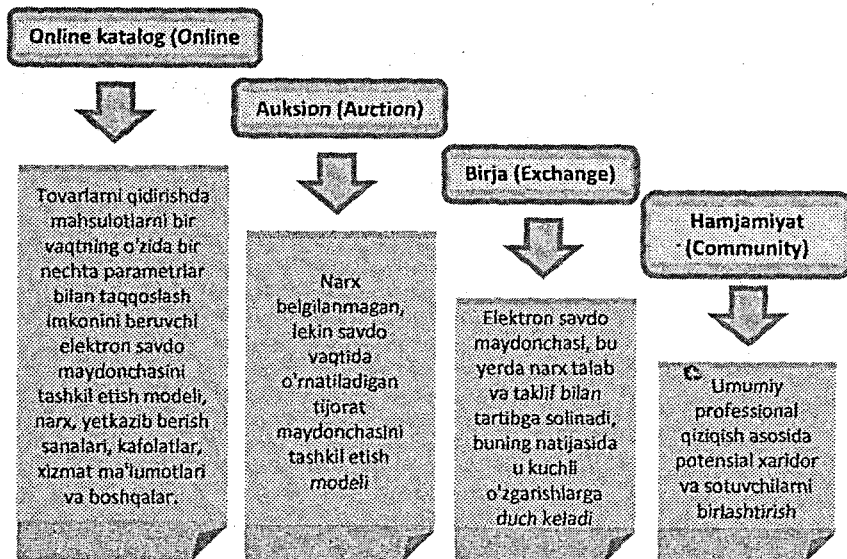 Online katalog (Online
Tovarlarni qidirishda
mahsulotlarni bir
vaqtning o'zida bir
nechta parametrlar
bilan taqqoslash
imkonini beruvchi
elektron savdo
maydonchasini
tashkil etish modeli,
narx, yetkazib berish
sanalari, kafolatlar,
xizmat ma'lumotlari
va boshqalar.
Auksion (Auction)
Narx
belgilanmagan,
lekin savdo
vaqtida
o'rnatiladigan
tijorat
maydonchasini
tashkil etish
modeli
Birja (Exchange)
Elektron savdo
maydonchasi, bu
yerda narx talab
va taklif bilan
tartibga solinadi,
buning natijasida
u kuchli
o'zgarishlarga
duch keladi
Hamjamiyat
(Community)
Umumiy
professional
qiziqish asosida
potensial xaridor
va sotuvchilarni
birlashtirish